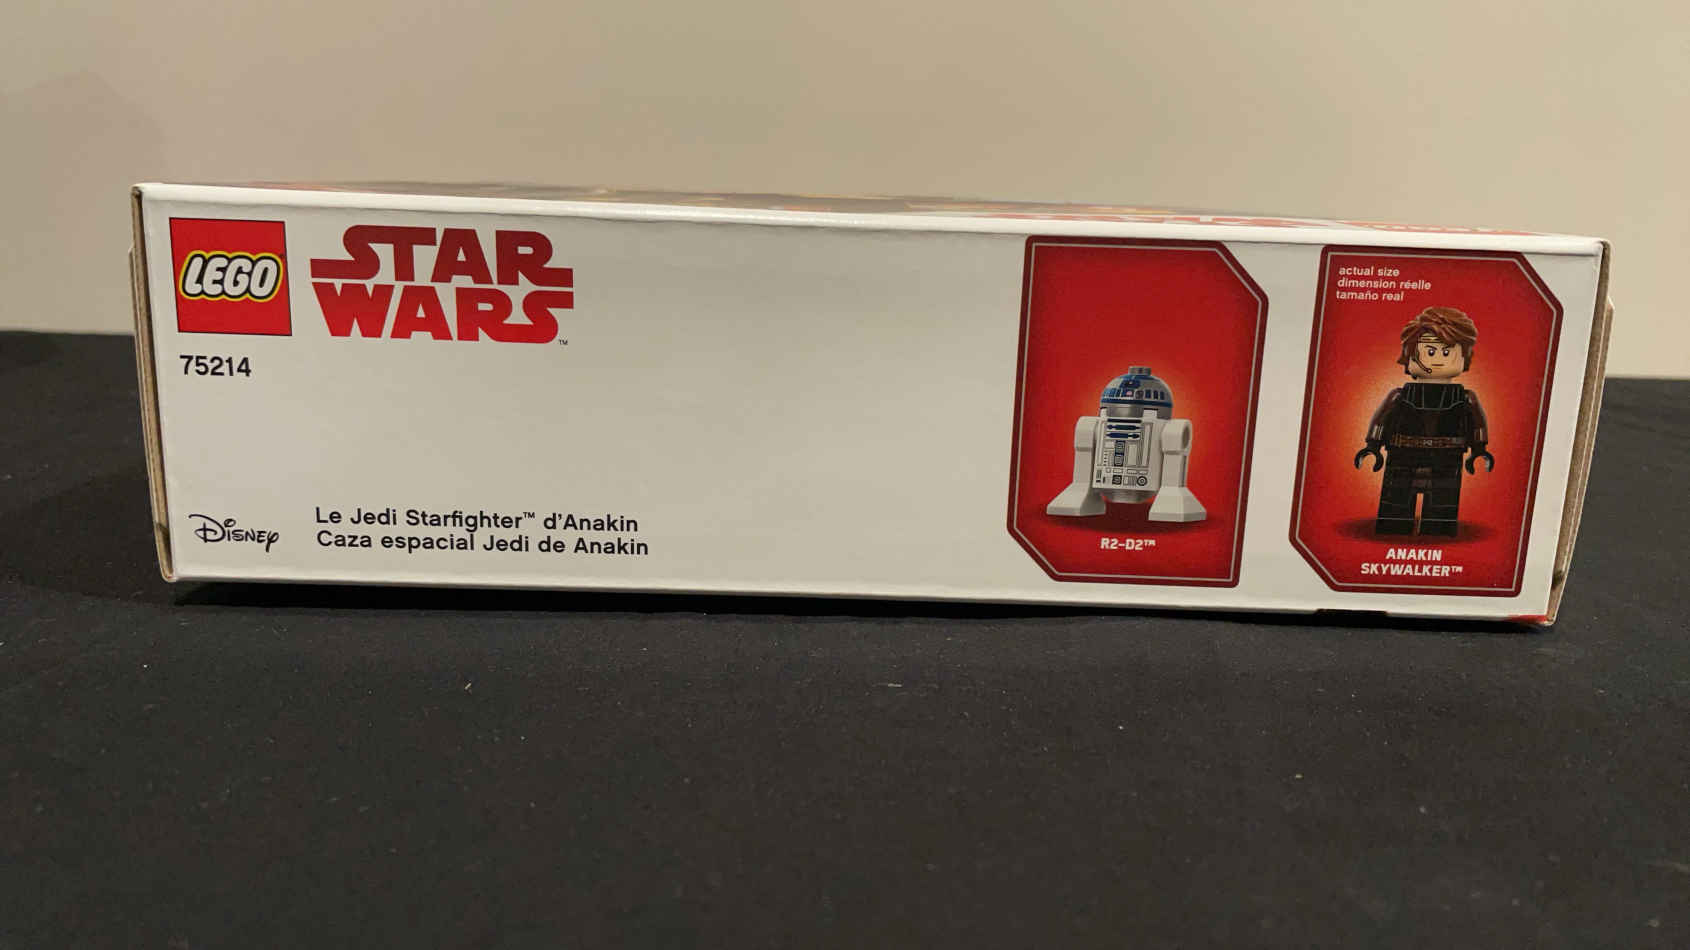 LEGO
STAR
WARS™
75214
Disney
Le Jedi Starfighter™ d'Anakin
Caza espacial Jedi de Anakin
R2-D2™
actual size
dimension réelle
tamaño real
ANAKIN
SKYWALKER™